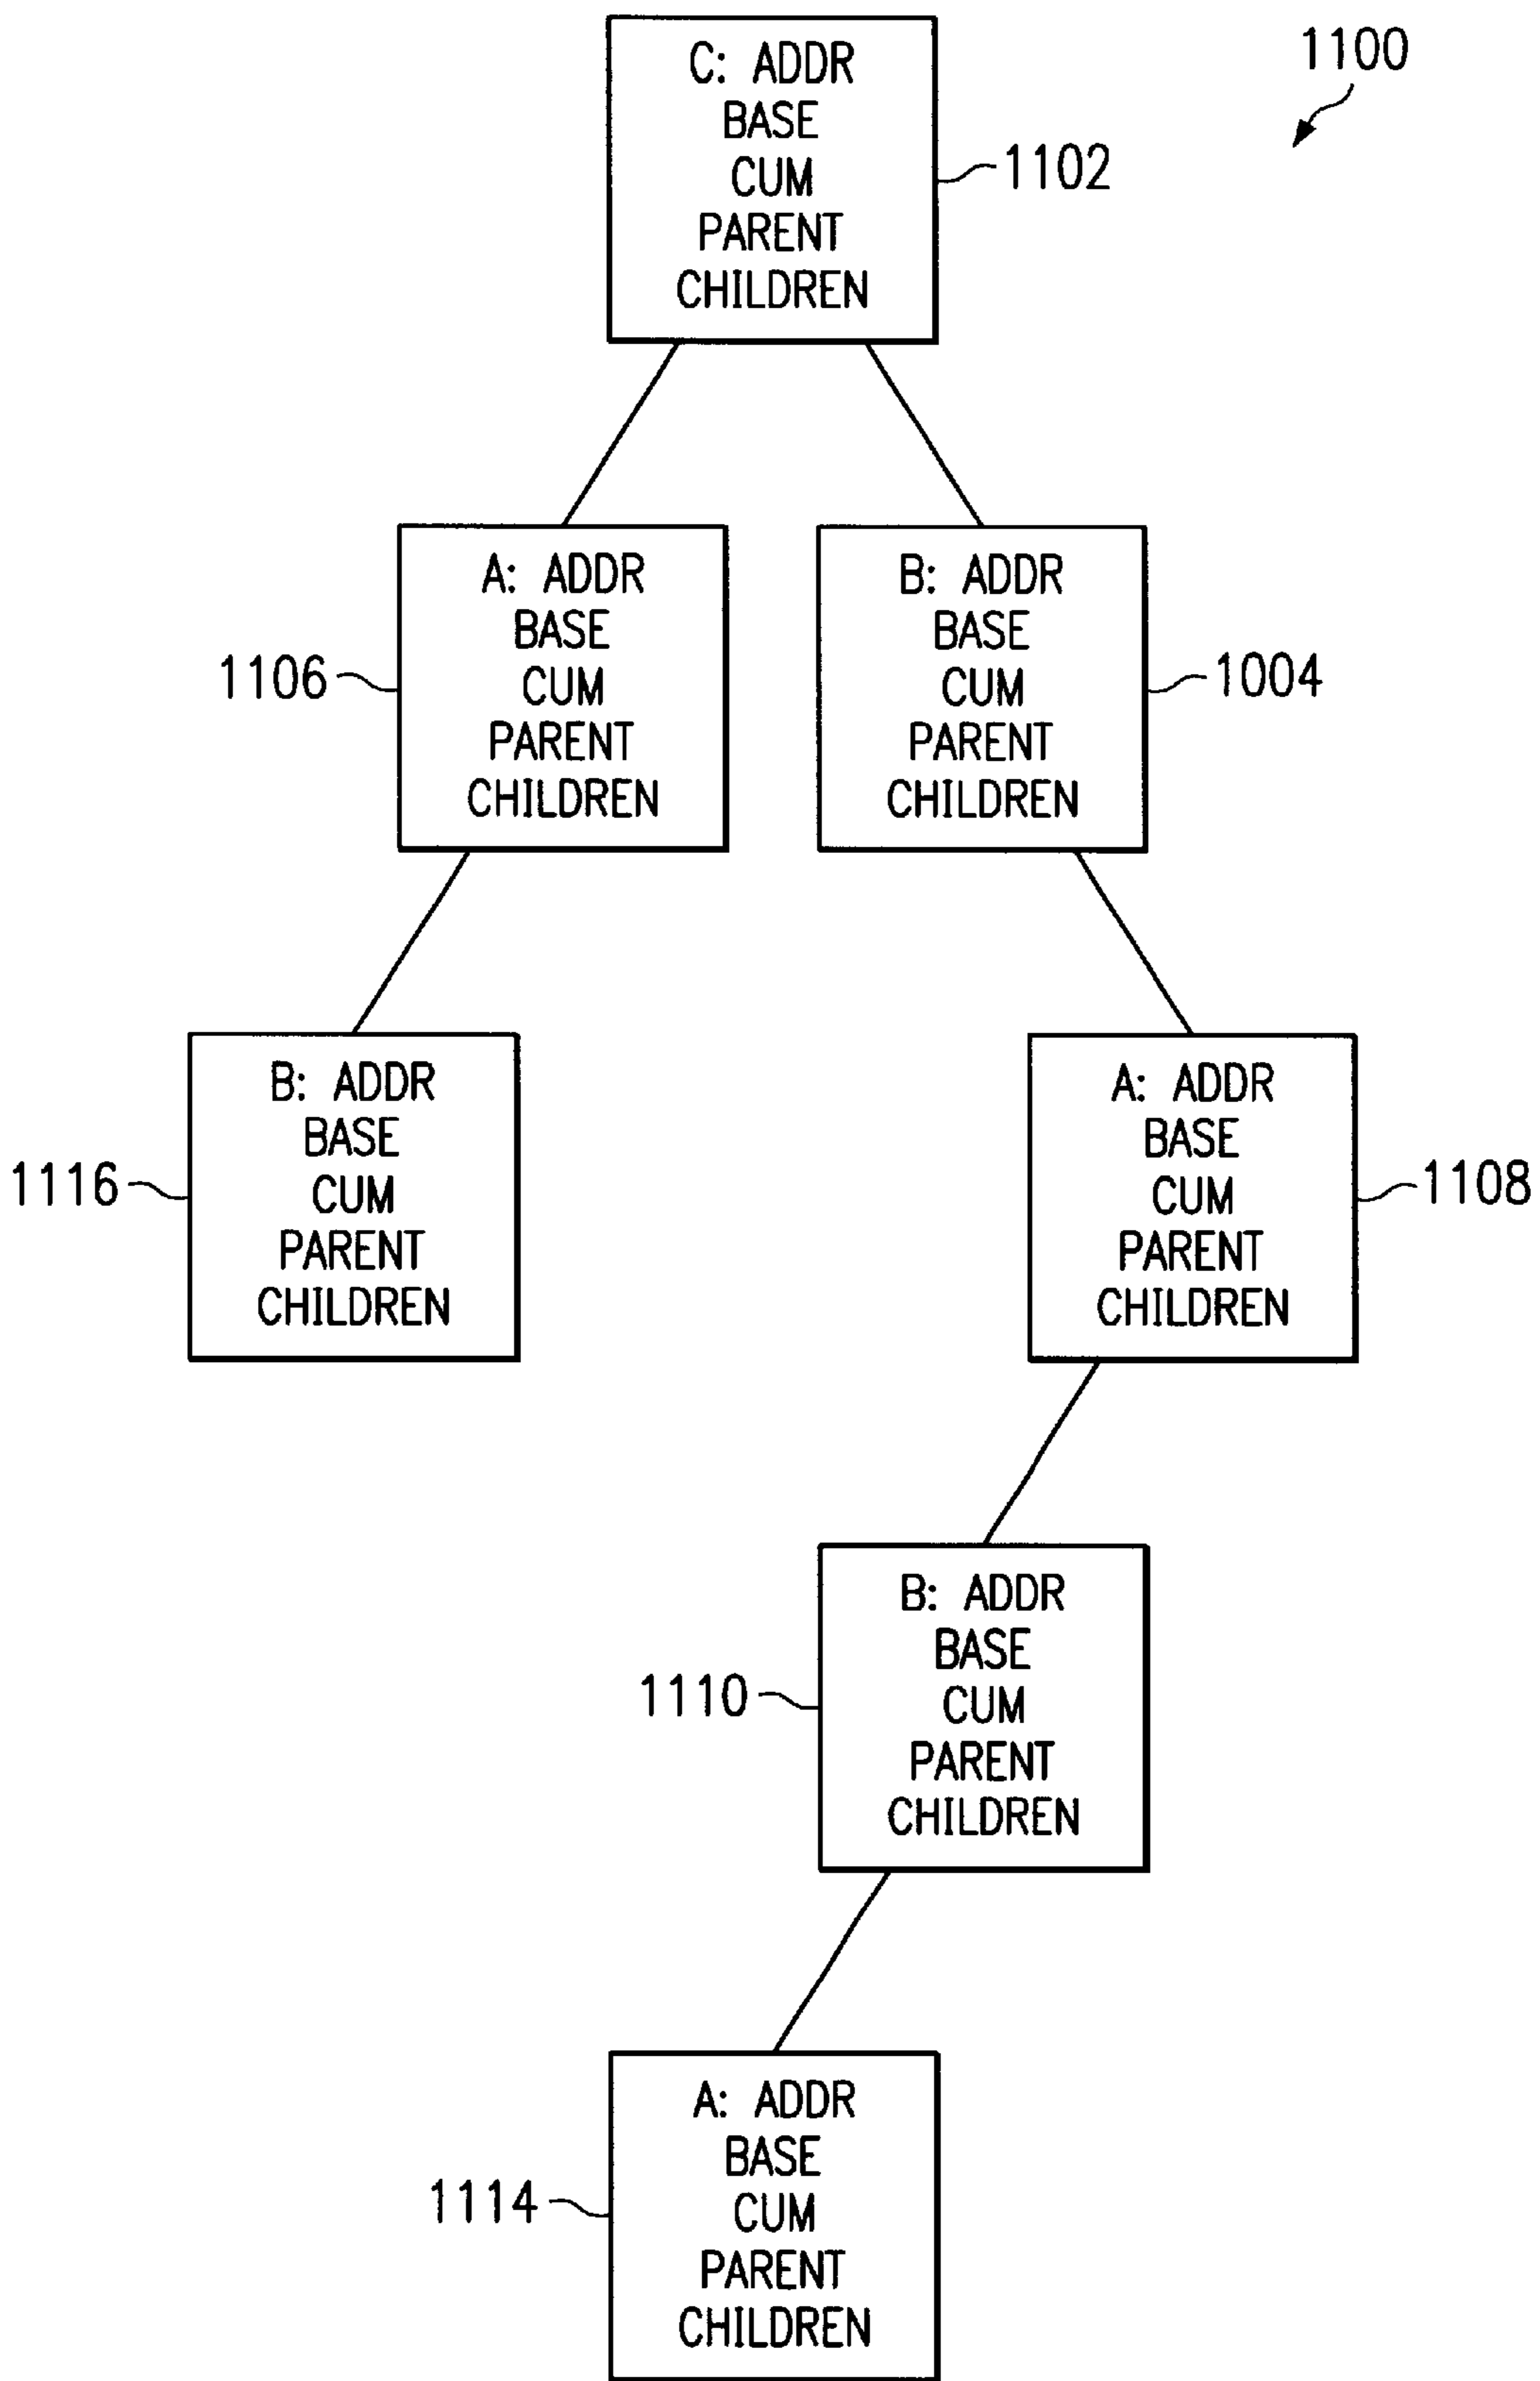 1100
C: ADDR
BASE
CUM
PARENT
CHILDREN
1102
A: ADDR
BASE
CUM
PARENT
CHILDREN
1106
B: ADDR
BASE
CUM
PARENT
CHILDREN
1004
B: ADDR
BASE
CUM
PARENT
CHILDREN
1116
A: ADDR
BASE
CUM
PARENT
CHILDREN
1108
B: ADDR
BASE
CUM
PARENT
CHILDREN
1110
A: ADDR
BASE
CUM
PARENT
CHILDREN
1114